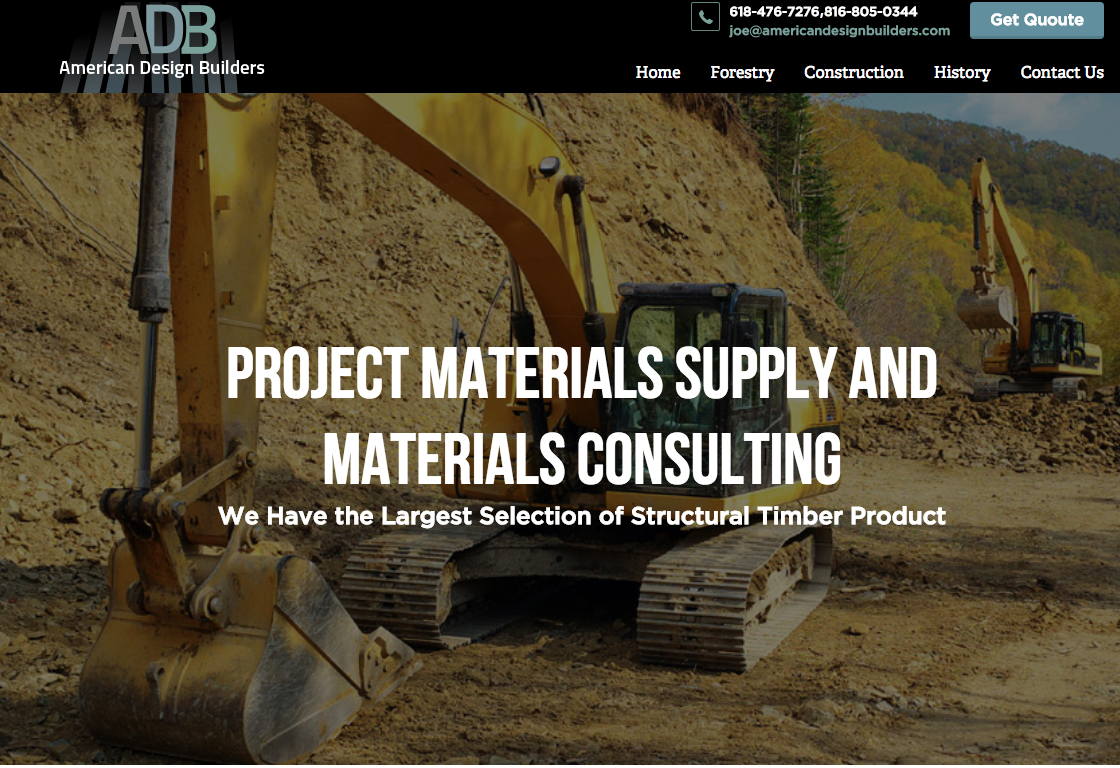 ADB
American Design Builders
618-476-7276,816-805-0344
joe@americandesignbuilders.com
Get Quoute
Home Forestry Construction History Contact Us
PROJECT MATERIALS SUPPLY AND
MATERIALS CONSULTING
We Have the Largest Selection of Structural Timber Product